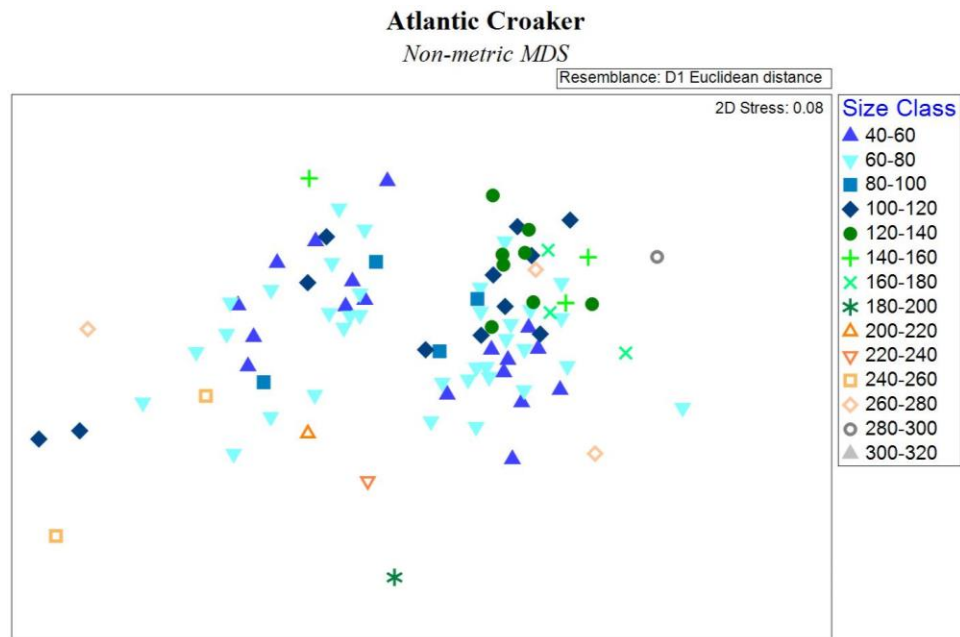 Atlantic Croaker
Non-metric MDS
Resemblance: D1 Euclidean distance
2D Stress: 0.08
Size Class
40-60
60-80
80-100
100-120
120-140
140-160
160-180
180-200
200-220
220-240
240-260
260-280
280-300
300-320